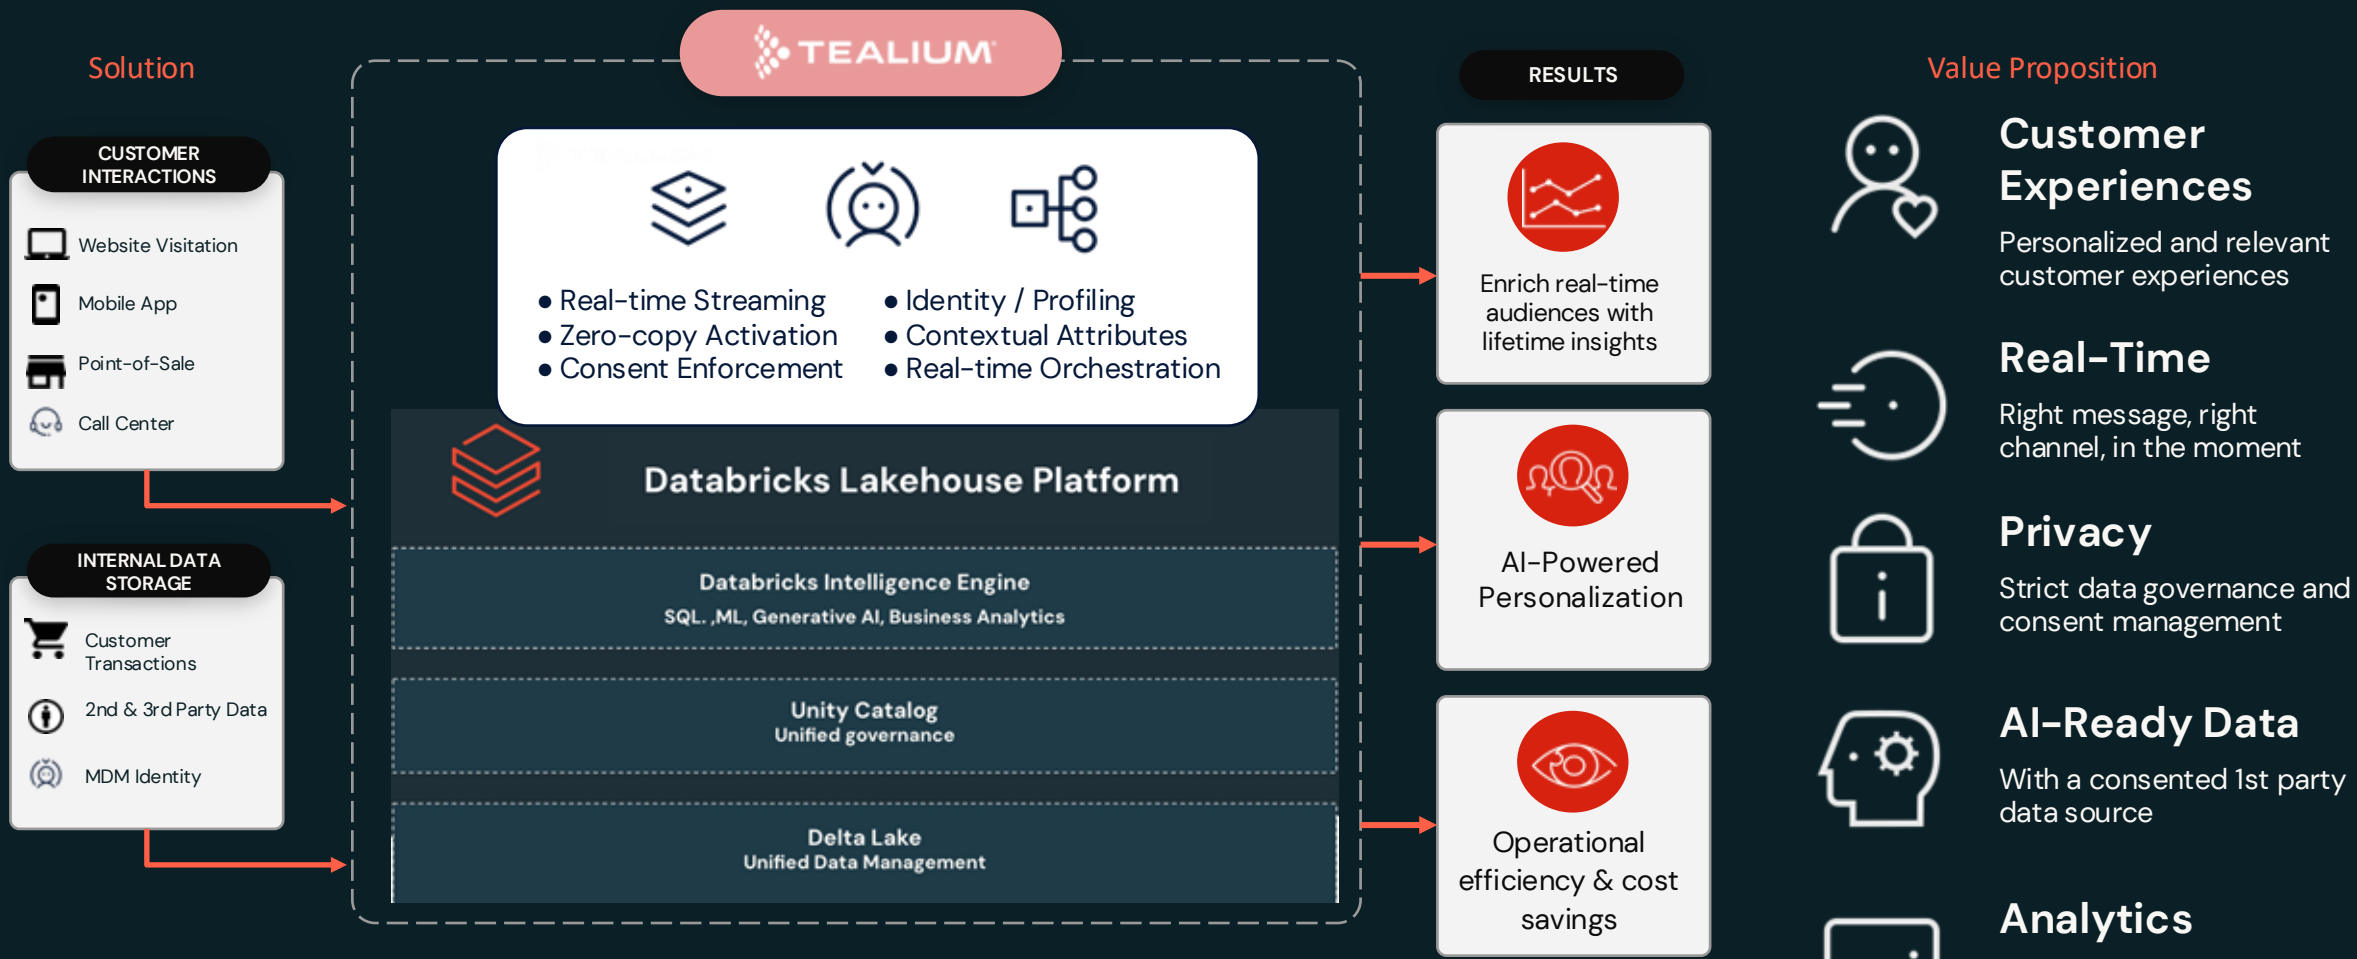 Solution
CUSTOMER
INTERACTIONS
Website Visitation
Mobile App
Point-of-Sale
Call Center
INTERNAL DATA
STORAGE
Customer
Transactions
2nd & 3rd Party Data
MDM Identity
TEALIUM
● Real-time Streaming
● Zero-copy Activation
● Consent Enforcement
● Identity / Profiling
● Contextual Attributes
● Real-time Orchestration
Databricks Lakehouse Platform
Databricks Intelligence Engine
SQL. ,ML, Generative AI, Business Analytics
Unity Catalog
Unified governance
Delta Lake
Unified Data Management
RESULTS
Enrich real-time
audiences with
lifetime insights
AI-Powered
Personalization
Operational
efficiency & cost
savings
Value Proposition
Customer
Experiences
Personalized and relevant
customer experiences
Real-Time
Right message, right
channel, in the moment
Privacy
Strict data governance and
consent management
AI-Ready Data
With a consented 1st party
data source
Analytics